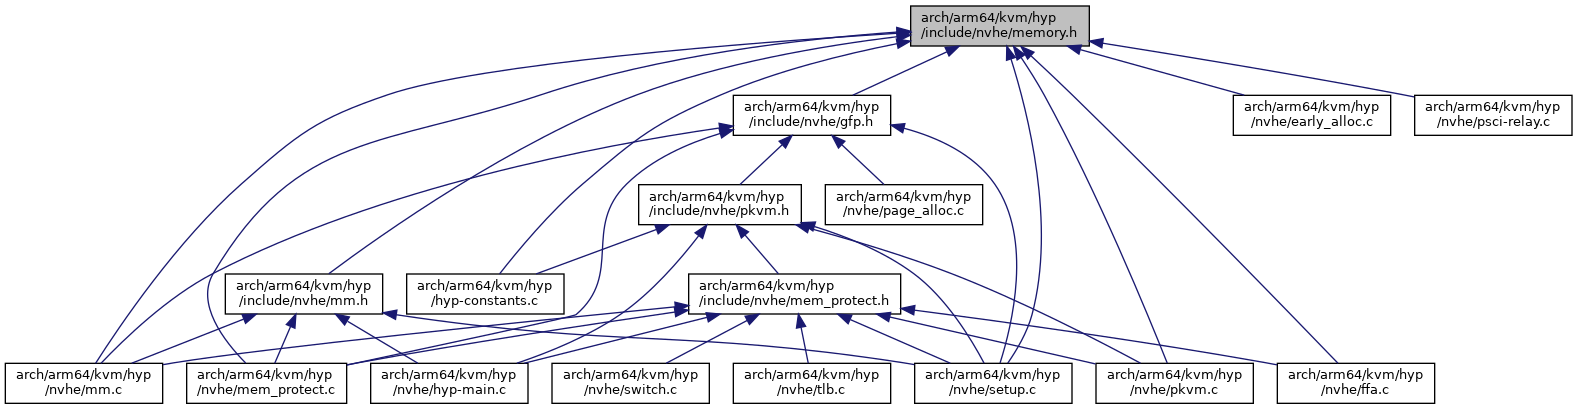 arch/arm64/kvm/hyp
/include/nvhe/memory.h
arch/arm64/kvm/hyp
/include/nvhe/gfp.h
arch/arm64/kvm/hyp
nvhe/early_alloc.c
arch/arm64/kvm/hyp
/nvhe/psci-relay.c
arch/arm64/kvm/hyp
/include/nvhe/pkvm.h
arch/arm64/kvm/hyp
/nvhe/page_alloc.c
arch/arm64/kvm/hyp
/include/nvhe/mm.h
arch/arm64/kvm/hyp
/hyp-constants.c
arch/arm64/kvm/hyp
/include/nvhe/mem_protect.h
arch/arm64/kvm/hyp
/nvhe/mm.c
arch/arm64/kvm/hyp
/nvhe/mem_protect.c
arch/arm64/kvm/hyp
/nvhe/hyp-main.c
arch/arm64/kvm/hyp
/nvhe/switch.c
arch/arm64/kvm/hyp
/nvhe/tlb.c
arch/arm64/kvm/hyp
/nvhe/setup.c
arch/arm64/kvm/hyp
/nvhe/pkvm.c
arch/arm64/kvm/hyp
/nvhe/ffa.c